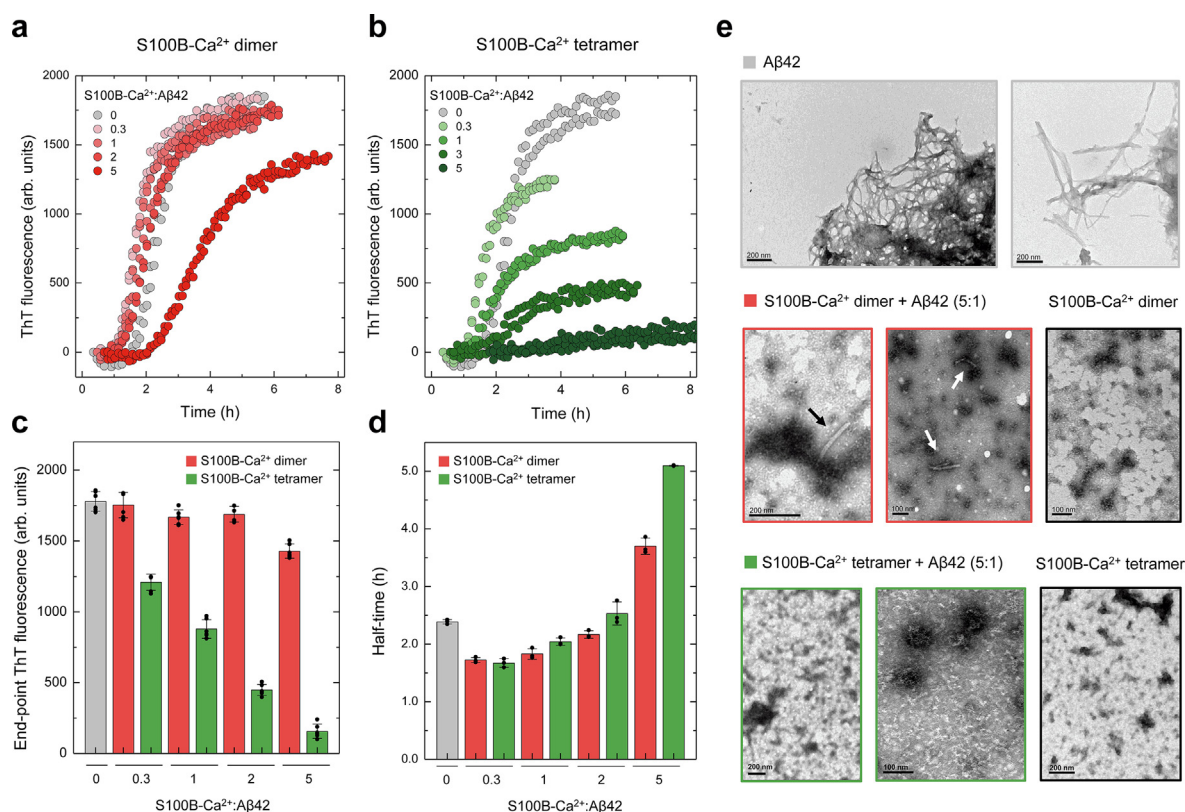 a
S100B-Ca²⁺ dimer
ThT fluorescence (arb. units)
2000
1500
1000
500
0
S100B-Ca²⁺:Aβ42
0
0.3
1
2
5
0 2 4 6 8
Time (h)
b
S100B-Ca²⁺ tetramer
ThT fluorescence (arb. units)
2000
1500
1000
500
0
S100B-Ca²⁺:Aβ42
0
0.3
1
3
5
0 2 4 6 8
Time (h)
c
End-point ThT fluorescence (arb. units)
2000
1500
1000
500
0
S100B-Ca²⁺ dimer
S100B-Ca²⁺ tetramer
0 0.3 1 2 5
S100B-Ca²⁺:Aβ42
d
Half-time (h)
5.0
4.0
3.0
2.0
1.0
0.0
S100B-Ca²⁺ dimer
S100B-Ca²⁺ tetramer
0 0.3 1 2 5
S100B-Ca²⁺:Aβ42
e
Aβ42
200 nm
200 nm
S100B-Ca²⁺ dimer + Aβ42 (5:1)
S100B-Ca²⁺ dimer
200 nm
100 nm
100 nm
S100B-Ca²⁺ tetramer + Aβ42 (5:1)
S100B-Ca²⁺ tetramer
200 nm
100 nm
200 nm